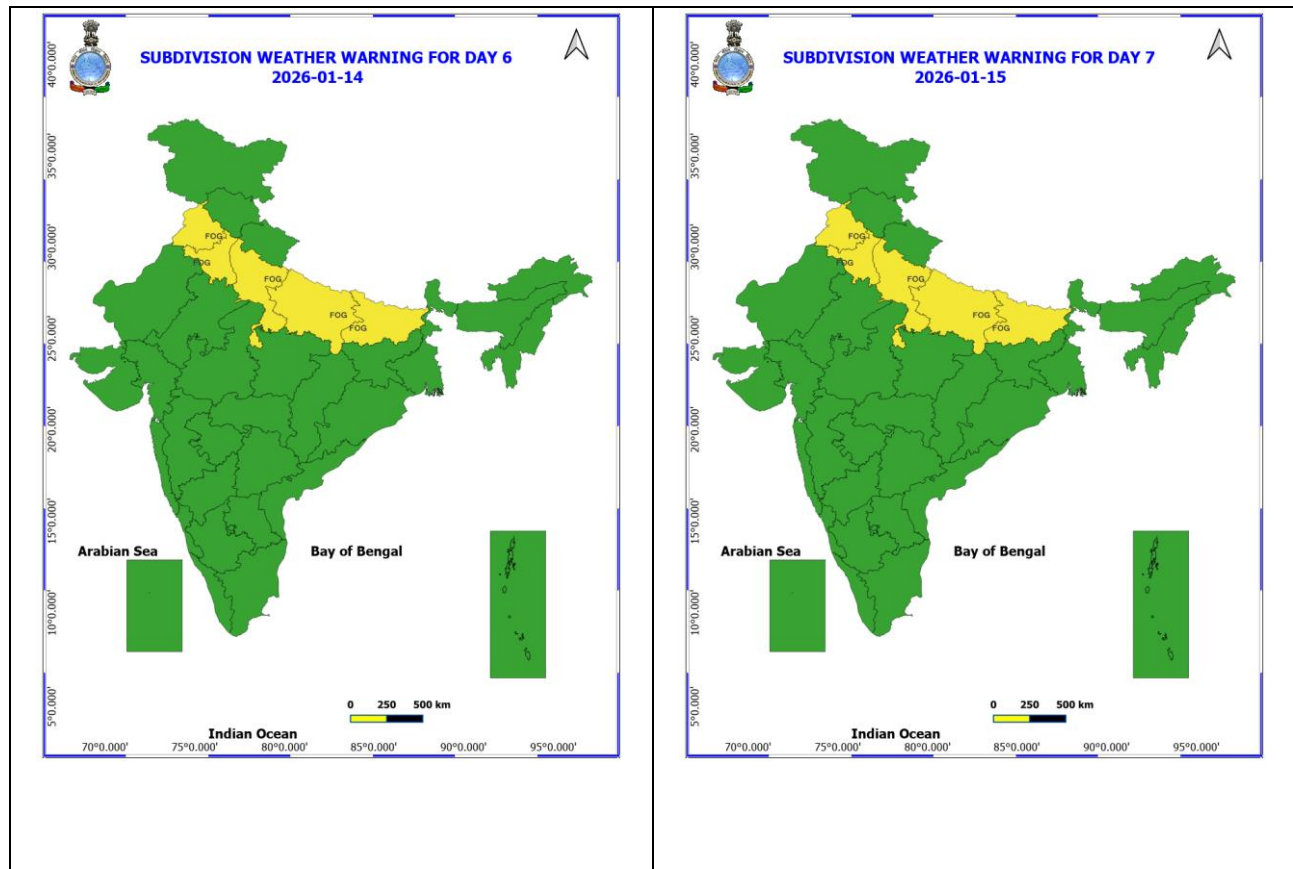 SUBDIVISION WEATHER WARNING FOR DAY 6
2026-01-14
40°0.000'
35°0.000'
30°0.000'
25°0.000'
20°0.000'
15°0.000'
10°0.000'
5°0.000'
FOG
FOG
FOG
FOG
FOG
Arabian Sea
Bay of Bengal
0 250 500 km
Indian Ocean
70°0.000' 75°0.000' 80°0.000' 85°0.000' 90°0.000' 95°0.000'
SUBDIVISION WEATHER WARNING FOR DAY 7
2026-01-15
40°0.000'
35°0.000'
30°0.000'
25°0.000'
20°0.000'
15°0.000'
10°0.000'
5°0.000'
FOG
FOG
FOG
FOG
FOG
Arabian Sea
Bay of Bengal
0 250 500 km
Indian Ocean
70°0.000' 75°0.000' 80°0.000' 85°0.000' 90°0.000' 95°0.000'